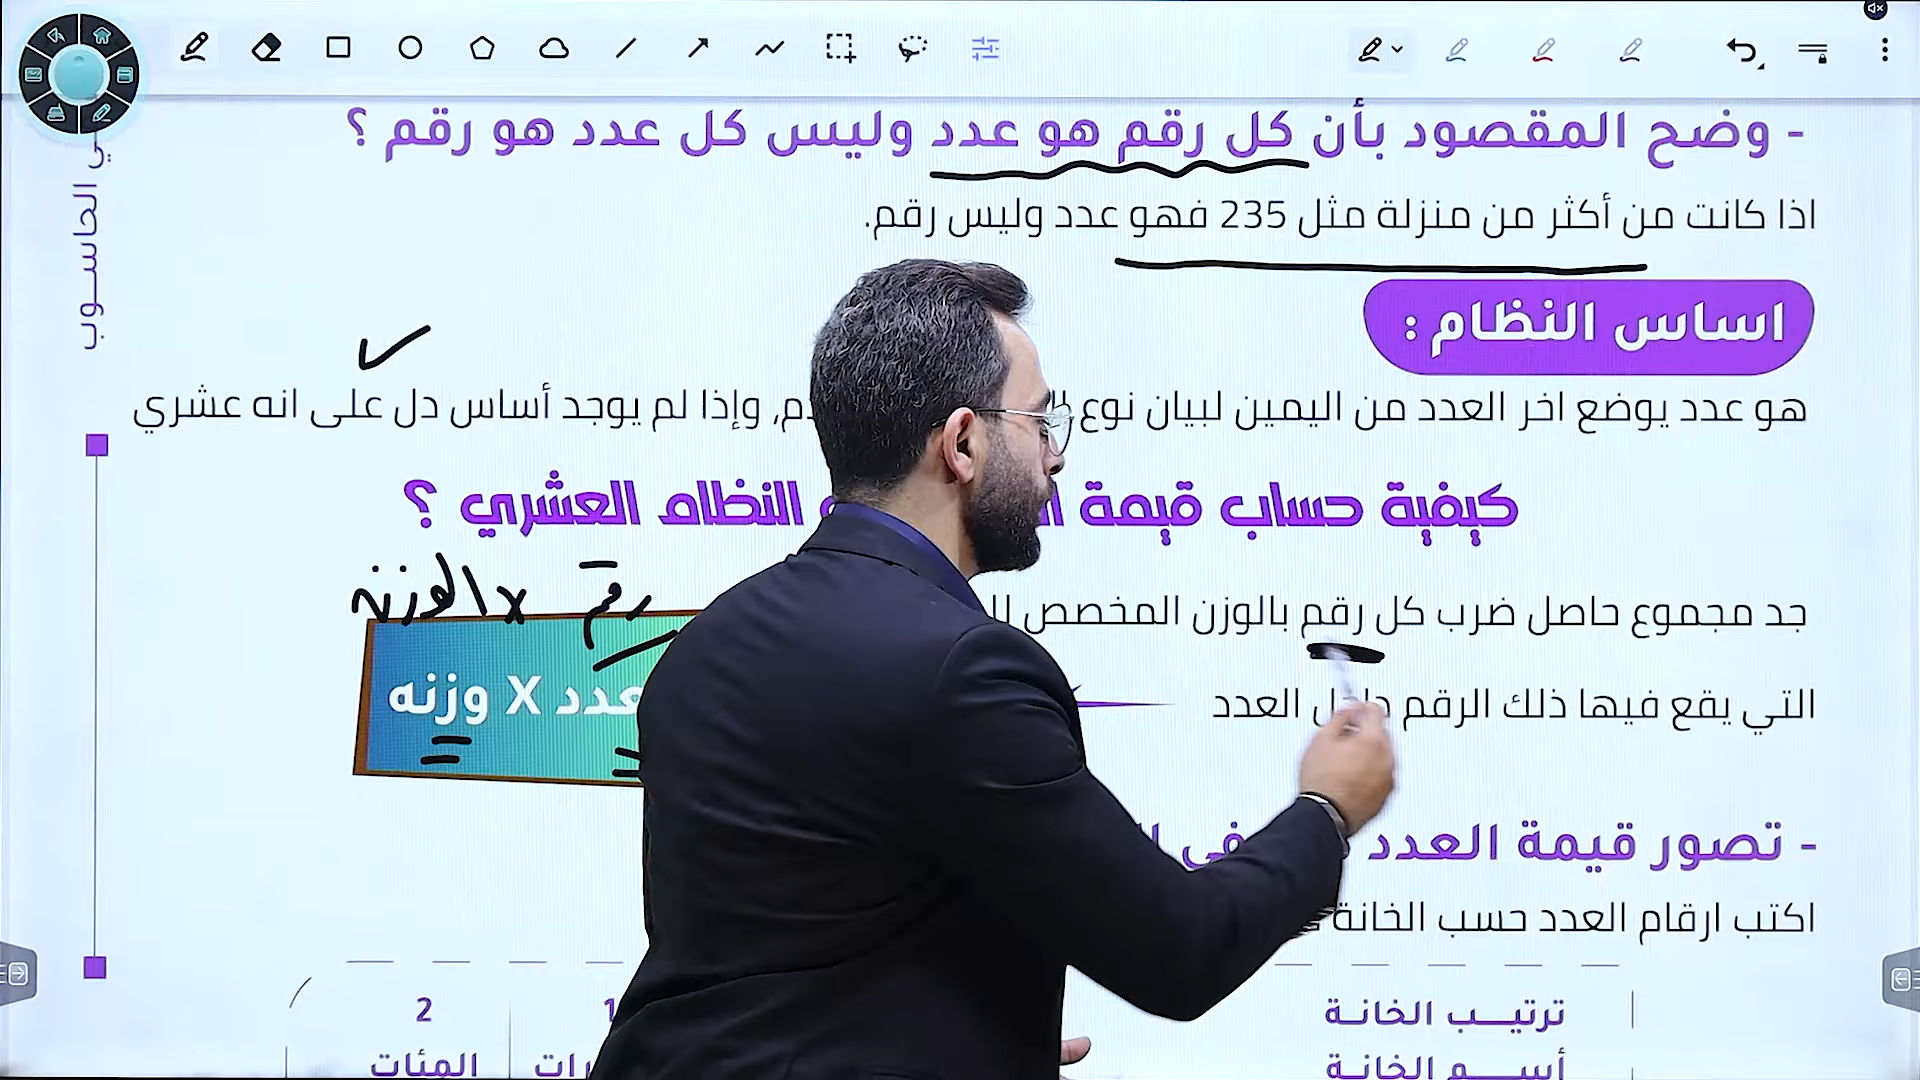 - وضح المقصود بأن كل رقم هو عدد وليس كل عدد هو رقم ؟
اذا كانت من أكثر من منزلة مثل 235 فهو عدد وليس رقم.
اساس النظام :
هو عدد يوضع اخر العدد من اليمين لبيان نوع وإذا لم يوجد أساس دل على انه عشري
كيفية حساب قيمة النظام العشري ؟
رقم x الوزن
جد مجموع حاصل ضرب كل رقم بالوزن المخصص
التي يقع فيها ذلك الرقم داخل العدد
عدد X وزنه
- تصور قيمة العدد
اكتب ارقام العدد حسب الخانة
ترتيب الخانة 1 2
أسم الخانة المئات
الحاسوب